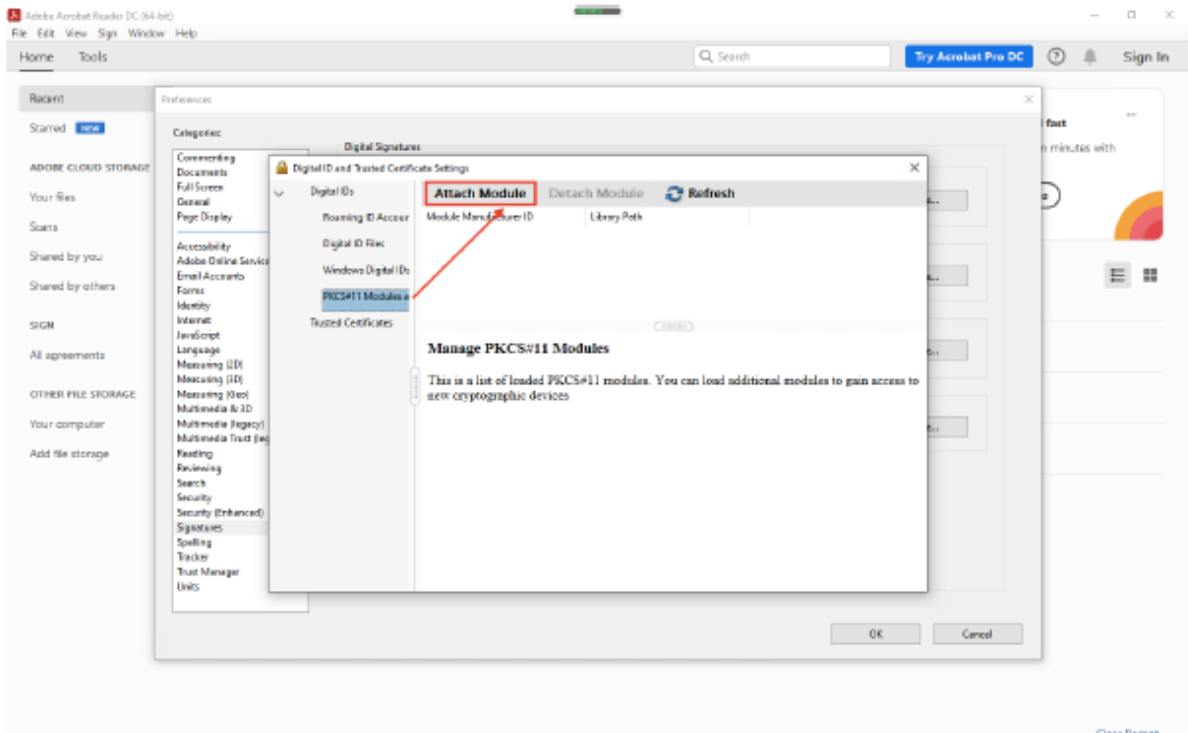 Adobe Acrobat Reader DC (64-bit)
File Edit View Sign Window Help
Home Tools
Search
Try Acrobat Pro DC
Sign In
Recent
Starred NEW
ADOBE CLOUD STORAGE
Your files
Scans
Shared by you
Shared by others
SIGN
All agreements
OTHER FILE STORAGE
Your computer
Add file storage
Preferences
Categories:
Commenting
Documents
Full Screen
General
Page Display
Accessibility
Adobe Online Service
Email Accounts
Forms
Identity
Internet
JavaScript
Language
Measuring (2D)
Measuring (3D)
Measuring (Geo)
Multimedia & 3D
Multimedia (legacy)
Multimedia Trust (leg
Reading
Reviewing
Search
Security
Security (Enhanced)
Signatures
Spelling
Tracker
Trust Manager
Units
Digital Signatures
Digital ID and Trusted Certificate Settings
Digital IDs
Roaming ID Accour
Digital ID Files
Windows Digital IDs
PKCS#11 Modules a
Trusted Certificates
Attach Module Detach Module Refresh
Module Manufacturer ID Library Path
Manage PKCS#11 Modules
This is a list of loaded PKCS#11 modules. You can load additional modules to gain access to
new cryptographic devices
OK Cancel
fast
n minutes with